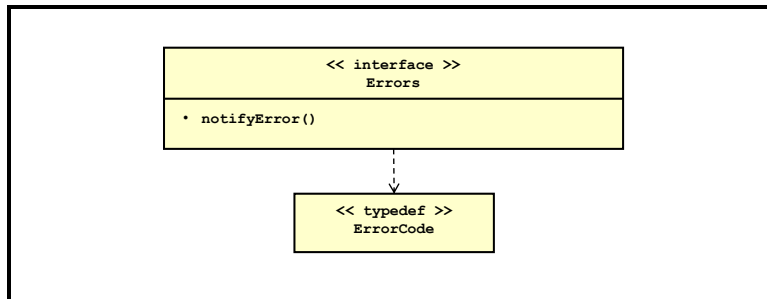 << interface >>
Errors
• notifyError()
<< typedef >>
ErrorCode